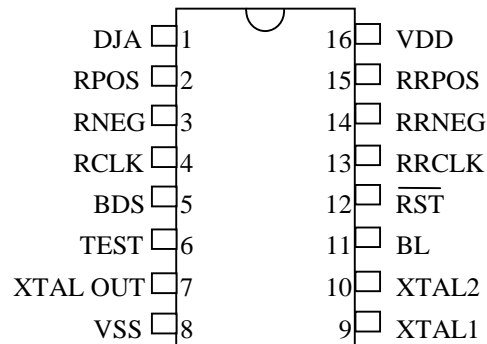 DJA 1 16 VDD
RPOS 2 15 RRPOS
RNEG 3 14 RRNEG
RCLK 4 13 RRCLK
BDS 5 12 RST
TEST 6 11 BL
XTAL OUT 7 10 XTAL2
VSS 8 9 XTAL1